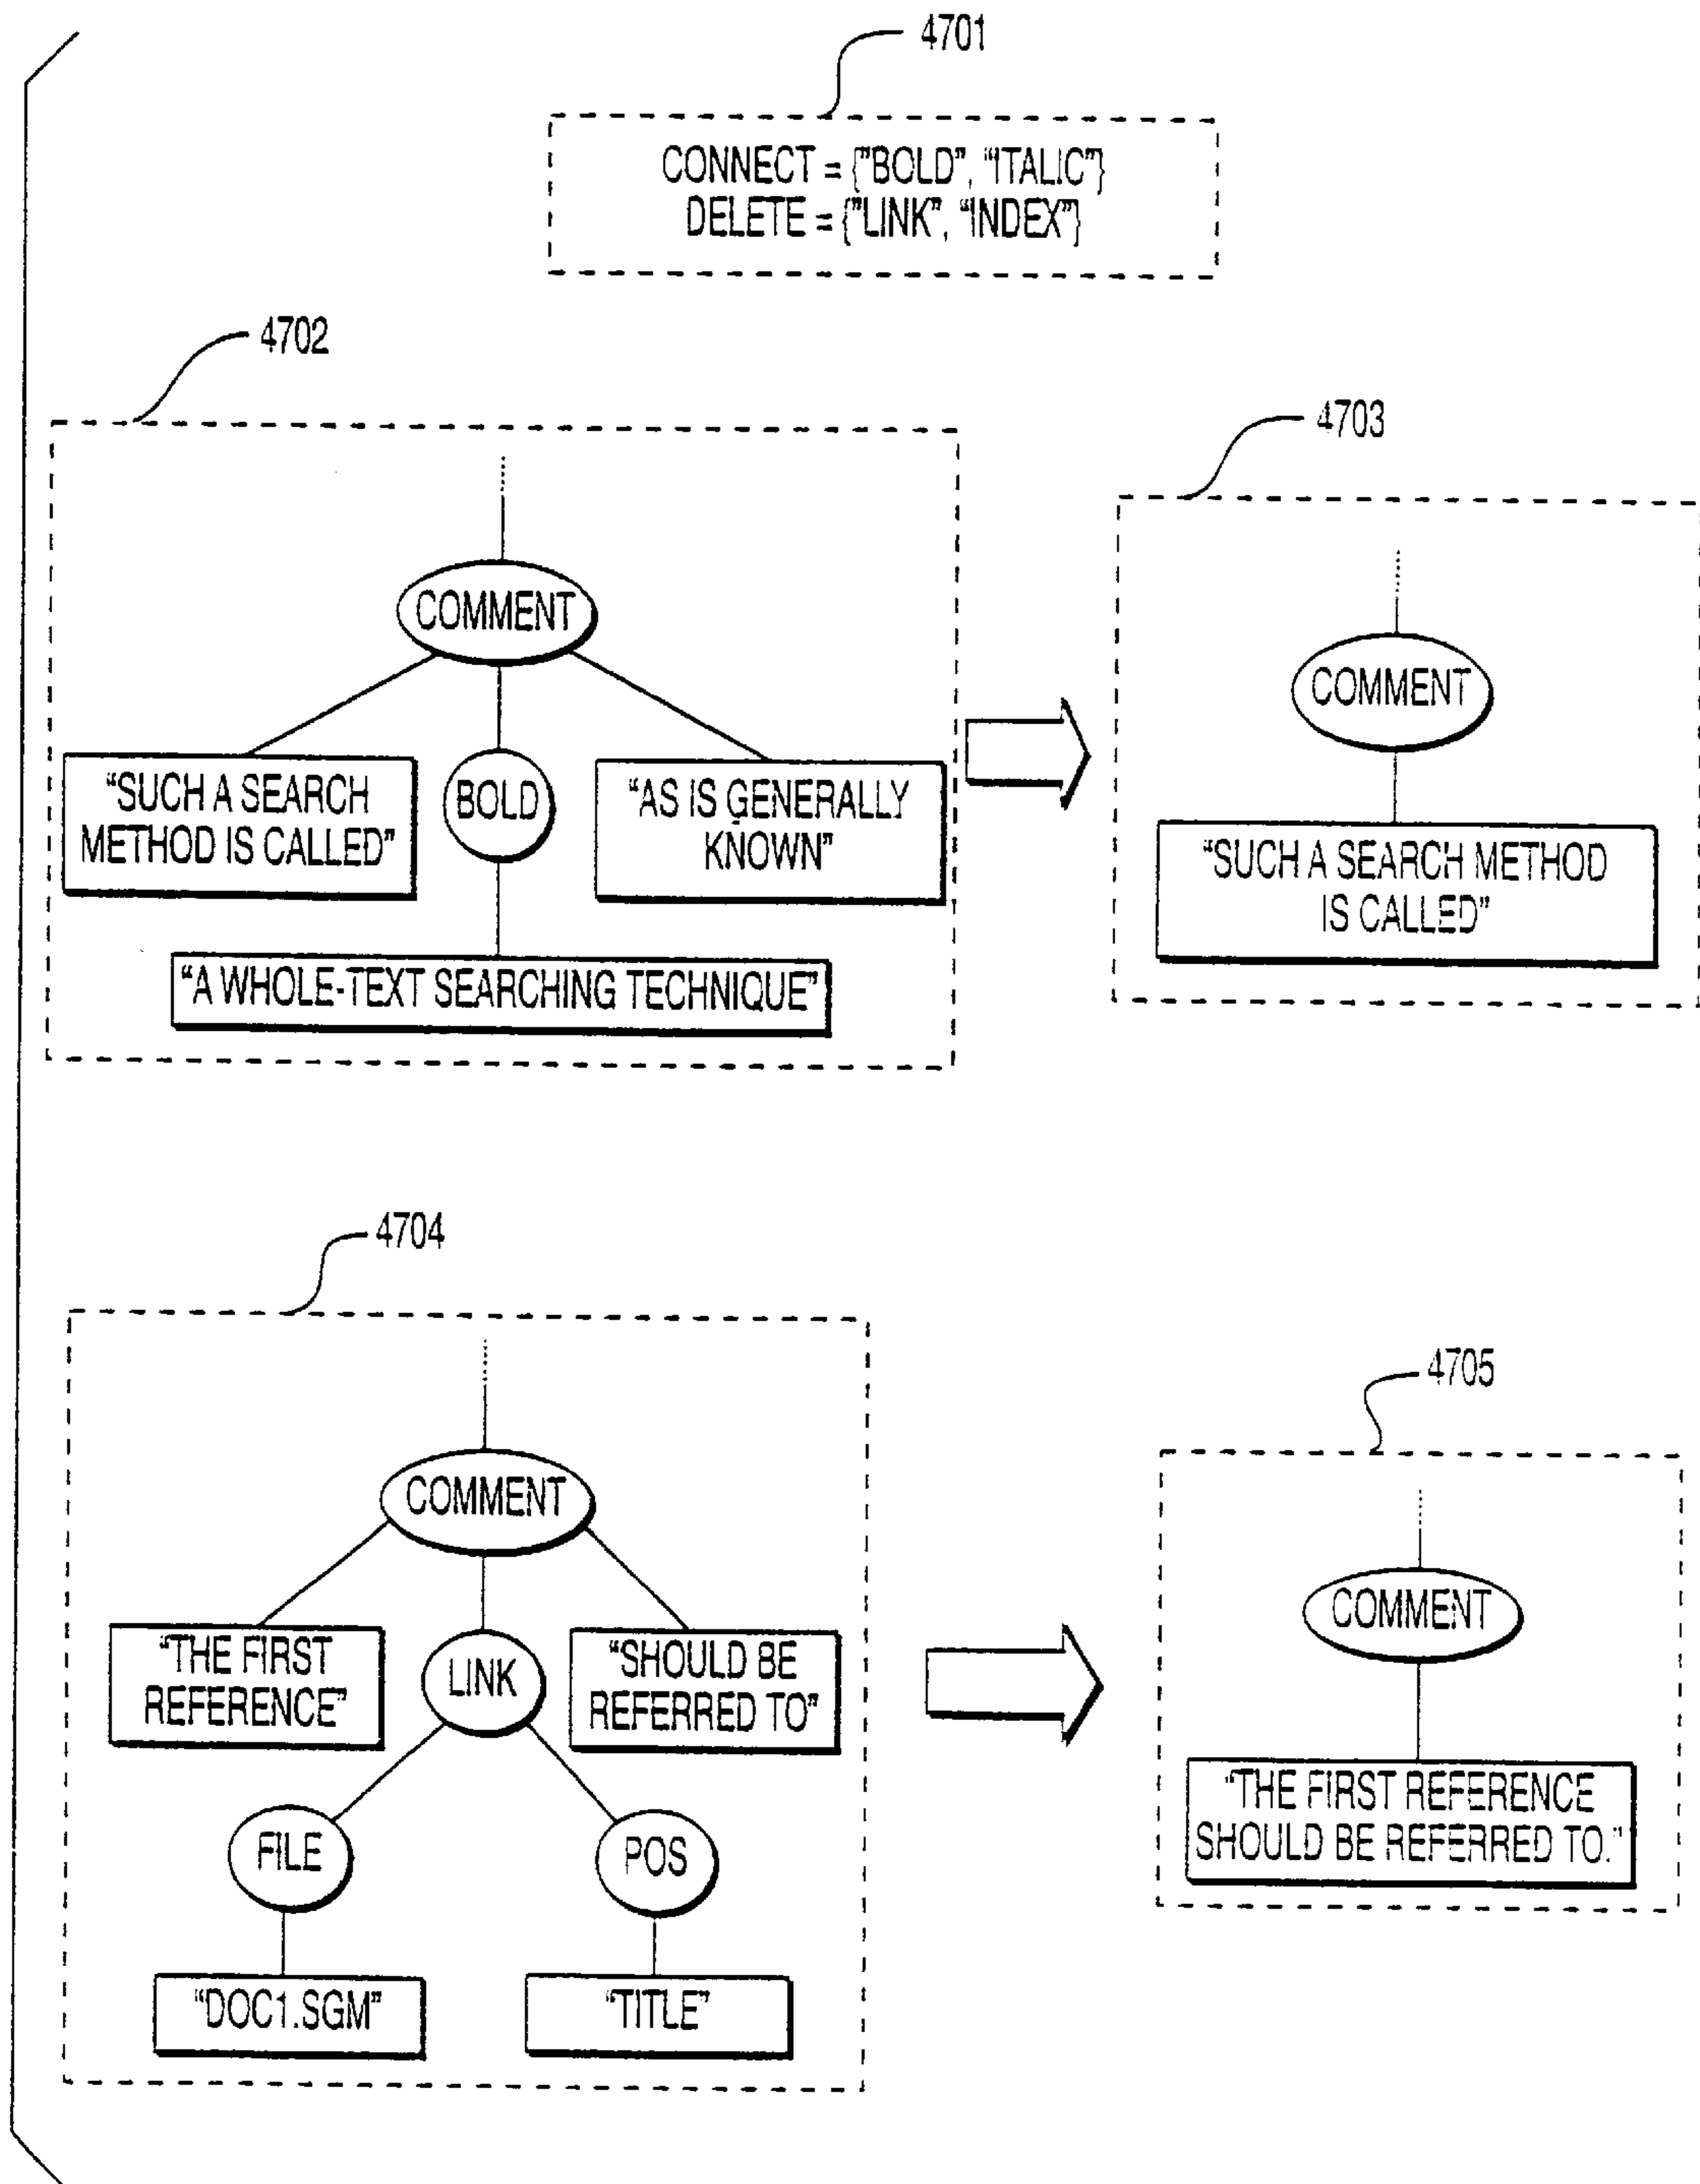 4701
CONNECT = {"BOLD", "ITALIC"}
DELETE = {"LINK", "INDEX"}
4702
COMMENT
"SUCH A SEARCH
METHOD IS CALLED"
BOLD
"AS IS GENERALLY
KNOWN"
"A WHOLE-TEXT SEARCHING TECHNIQUE"
4703
COMMENT
"SUCH A SEARCH METHOD
IS CALLED"
4704
COMMENT
"THE FIRST
REFERENCE"
LINK
"SHOULD BE
REFERRED TO"
FILE
POS
"DOC1.SGM"
"TITLE"
4705
COMMENT
"THE FIRST REFERENCE
SHOULD BE REFERRED TO."